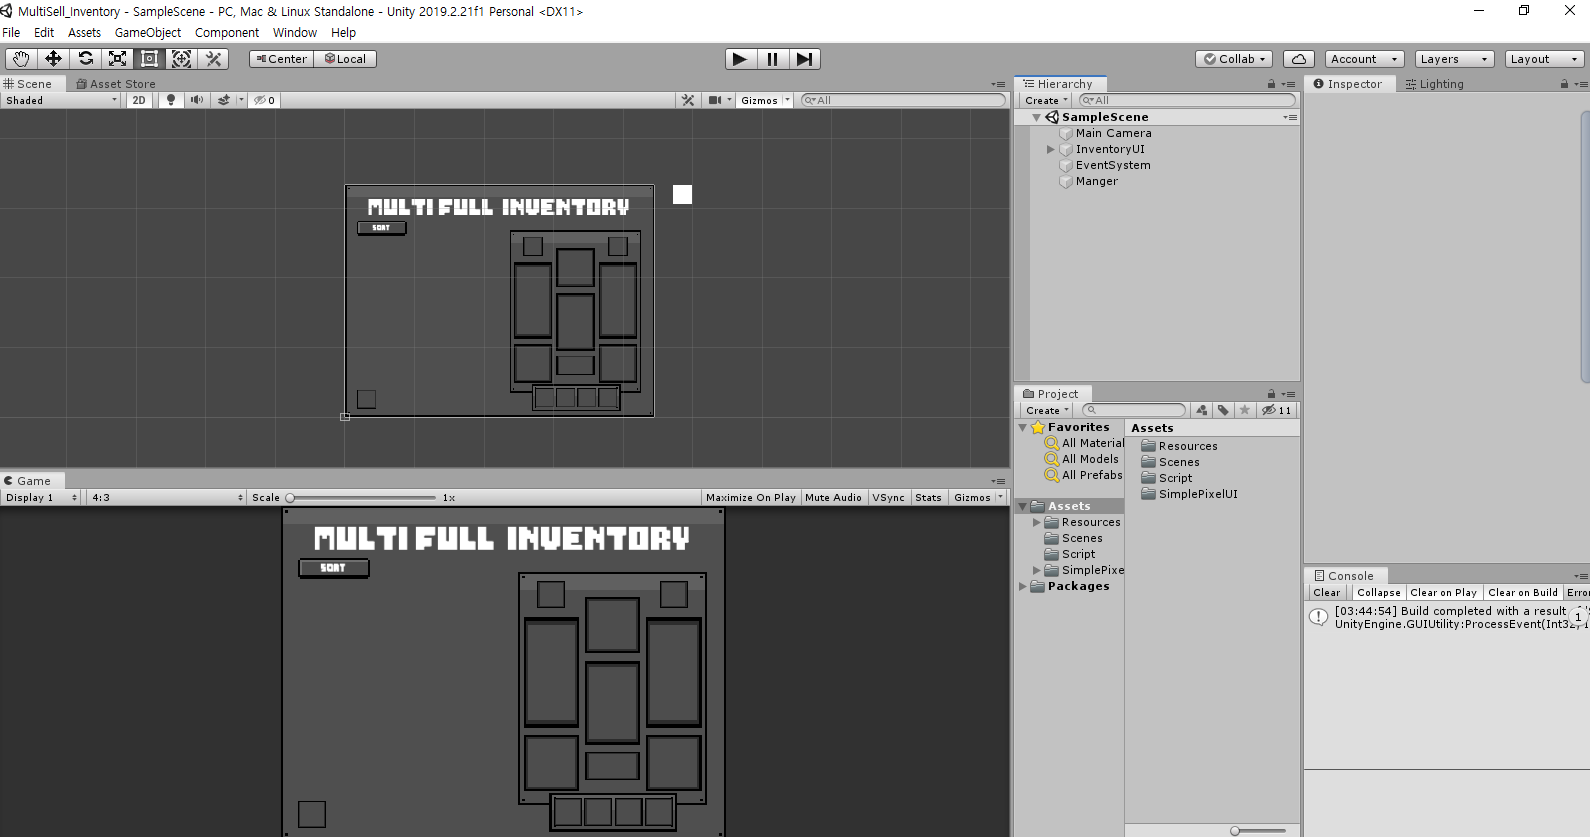 MultiSell_Inventory - SampleScene - PC, Mac & Linux Standalone - Unity 2019.2.21f1 Personal <DX11>
File Edit Assets GameObject Component Window Help
Center Local Collab Account Layers Layout
Scene Asset Store
Shaded 2D 0 Gizmos All
MULTI FULL INVENTORY
SORT
Game
Display 1 4:3 Scale 1x Maximize On Play Mute Audio VSync Stats Gizmos
MULTI FULL INVENTORY
SORT
Hierarchy
Create All
SampleScene
Main Camera
InventoryUI
EventSystem
Manger
Project
Create 11
Favorites
All Material
All Models
All Prefabs
Assets
Resources
Scenes
Script
SimplePixe
Packages
Assets
Resources
Scenes
Script
SimplePixelUI
Inspector Lighting
Console
Clear Collapse Clear on Play Clear on Build Erro
[03:44:54] Build completed with a result 1
UnityEngine.GUIUtility:ProcessEvent(Int32,